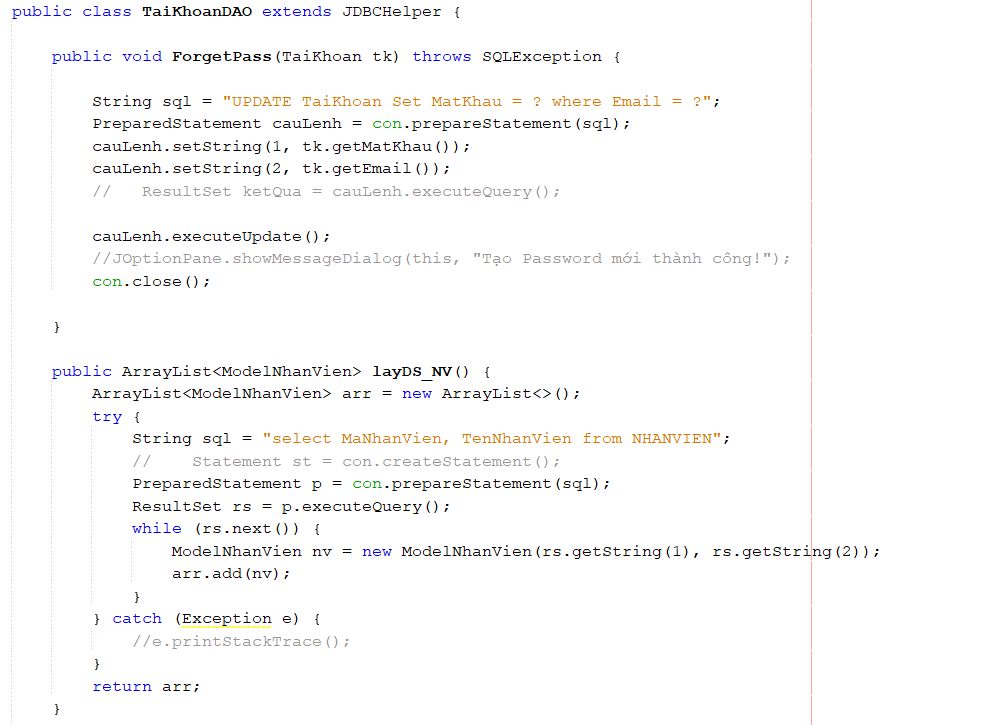 public class TaiKhoanDAO extends JDBCHelper {
public void ForgetPass(TaiKhoan tk) throws SQLException {
String sql = "UPDATE TaiKhoan Set MatKhau = ? where Email = ?";
PreparedStatement cauLenh = con.prepareStatement(sql);
cauLenh.setString(1, tk.getMatKhau());
cauLenh.setString(2, tk.getEmail());
//   ResultSet ketQua = cauLenh.executeQuery();
cauLenh.executeUpdate();
//JOptionPane.showMessageDialog(this, "Tạo Password mới thành công!");
con.close();
}
public ArrayList<ModelNhanVien> layDS_NV() {
ArrayList<ModelNhanVien> arr = new ArrayList<>();
try {
String sql = "select MaNhanVien, TenNhanVien from NHANVIEN";
//    Statement st = con.createStatement();
PreparedStatement p = con.prepareStatement(sql);
ResultSet rs = p.executeQuery();
while (rs.next()) {
ModelNhanVien nv = new ModelNhanVien(rs.getString(1), rs.getString(2));
arr.add(nv);
}
} catch (Exception e) {
//e.printStackTrace();
}
return arr;
}